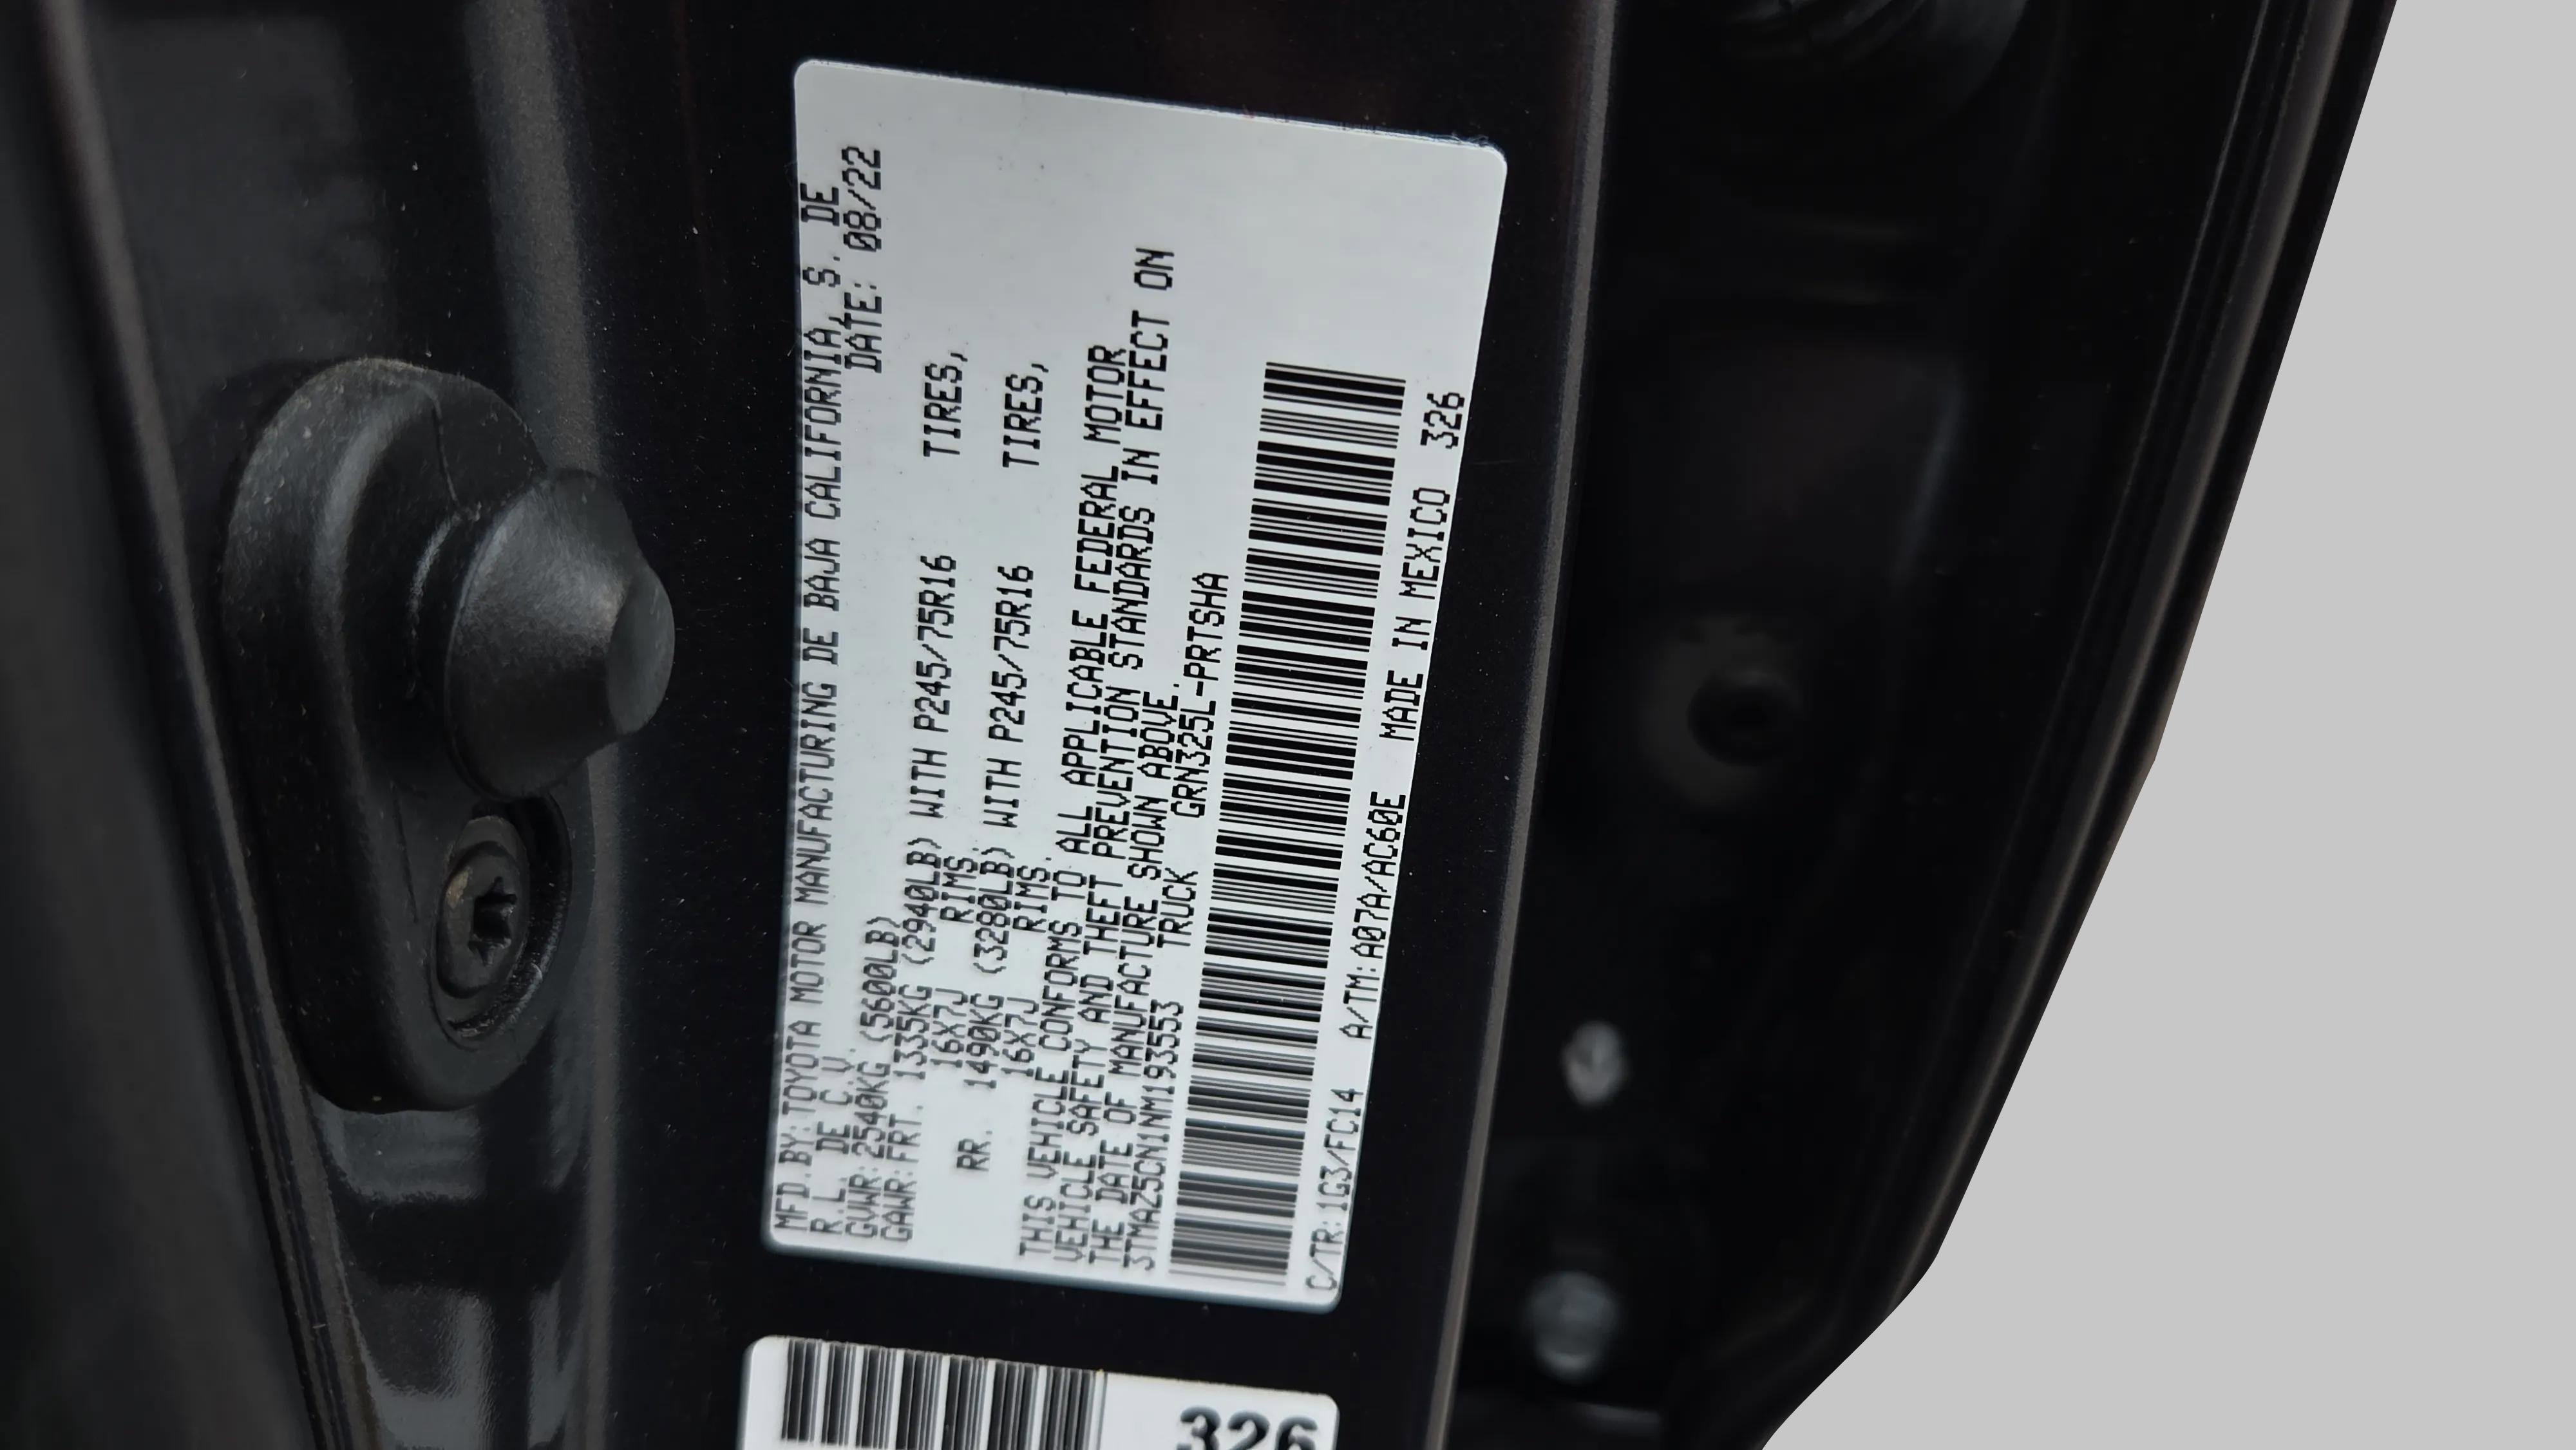 MFD.BY:TOYOTA MOTOR MANUFACTURING DE BAJA CALIFORNIA, S. DE
R.L. DE C.V. DATE: 08/22
GVWR:2540KG (5600LB)
GAWR:FRT. 1335KG (2940LB) WITH P245/75R16 TIRES,
16X7J RIMS.
RR. 1490KG (3280LB) WITH P245/75R16 TIRES,
16X7J RIMS.
THIS VEHICLE CONFORMS TO ALL APPLICABLE FEDERAL MOTOR
VEHICLE SAFETY AND THEFT PREVENTION STANDARDS IN EFFECT ON
THE DATE OF MANUFACTURE SHOWN ABOVE.
3TMAZ5CN1NM193553 TRUCK GRN325L-PRTSHA
C/TR:1G3/FC14 A/TM:A07A/AC60E MADE IN MEXICO 326
326